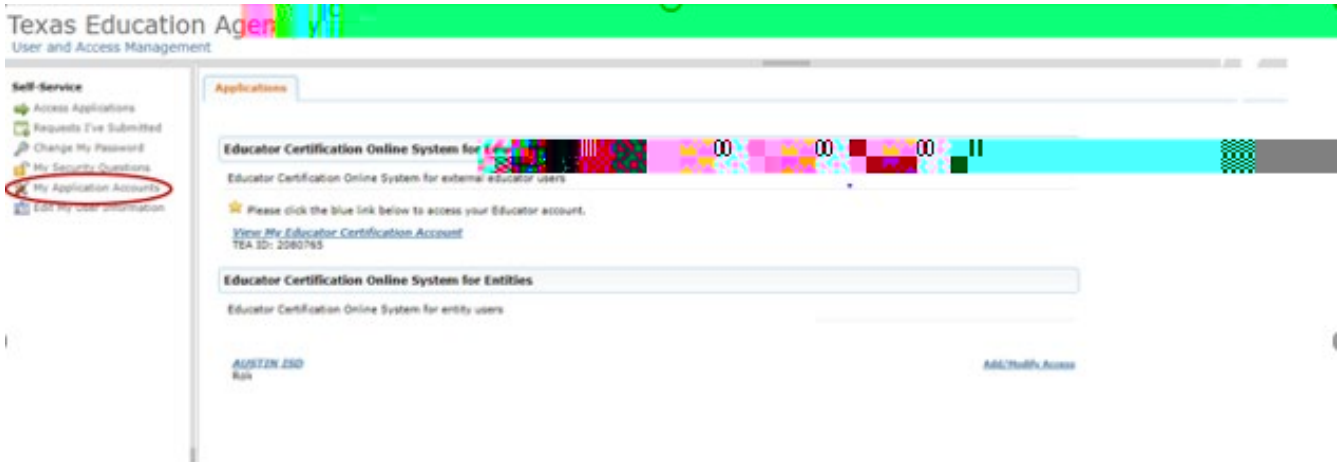 Texas Education Agen
User and Access Management
Self-Service
Access Applications
Requests I've Submitted
Change My Password
My Security Questions
My Application Accounts
Edit My User Information
Applications
Educator Certification Online System for
Educator Certification Online System for external educator users
Please click the blue link below to access your Educator account.
View My Educator Certification Account
TEA ID: 2080765
Educator Certification Online System for Entities
Educator Certification Online System for entity users
AUSTIN ISD
Add/Modify Access